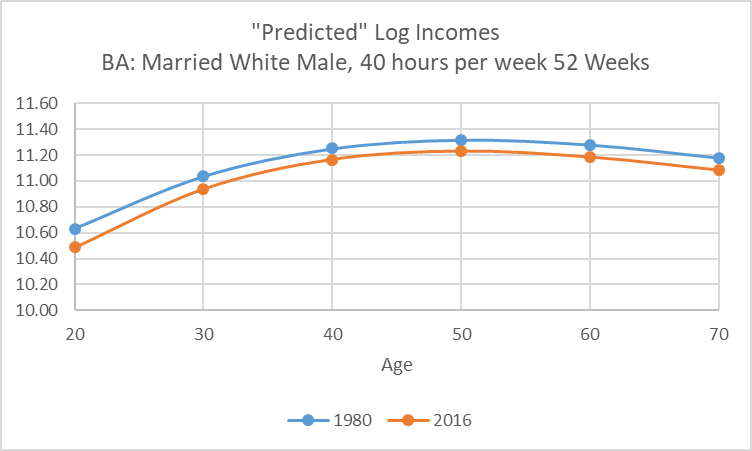 "Predicted" Log Incomes
BA: Married White Male, 40 hours per week 52 Weeks
11.60
11.40
11.20
11.00
10.80
10.60
10.40
10.20
10.00
20 30 40 50 60 70
Age
1980 2016